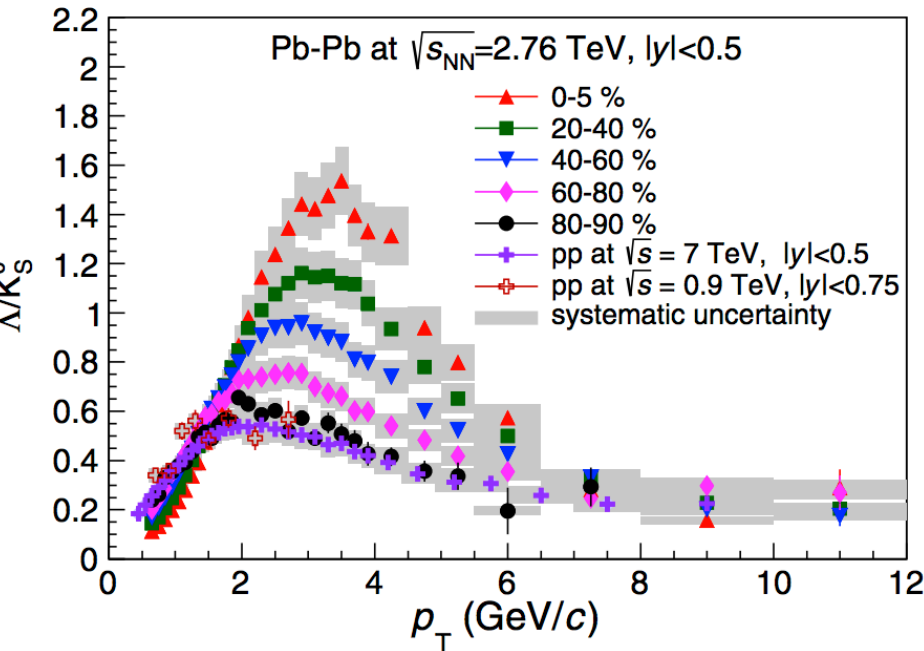 Pb-Pb at √s_NN=2.76 TeV, |y|<0.5
0-5 %
20-40 %
40-60 %
60-80 %
80-90 %
pp at √s = 7 TeV, |y|<0.5
pp at √s = 0.9 TeV, |y|<0.75
systematic uncertainty
2.2
2
1.8
1.6
1.4
1.2
1
0.8
0.6
0.4
0.2
0
Λ/K⁰_S
0 2 4 6 8 10 12
p_T (GeV/c)